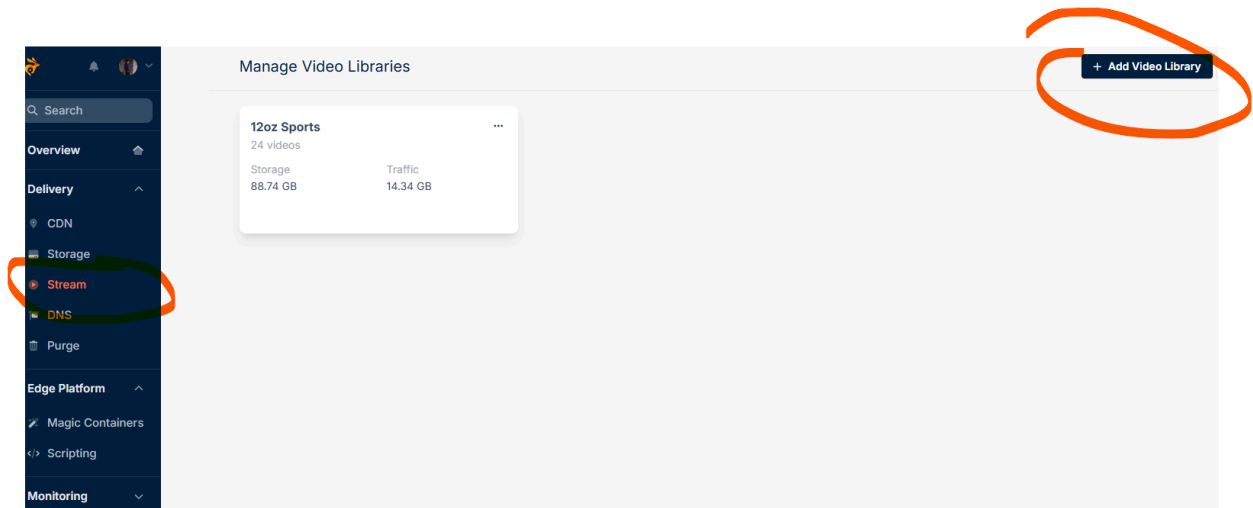 Search
Overview
Delivery
CDN
Storage
Stream
DNS
Purge
Edge Platform
Magic Containers
Scripting
Monitoring
Manage Video Libraries
+ Add Video Library
12oz Sports
...
24 videos
Storage Traffic
88.74 GB 14.34 GB